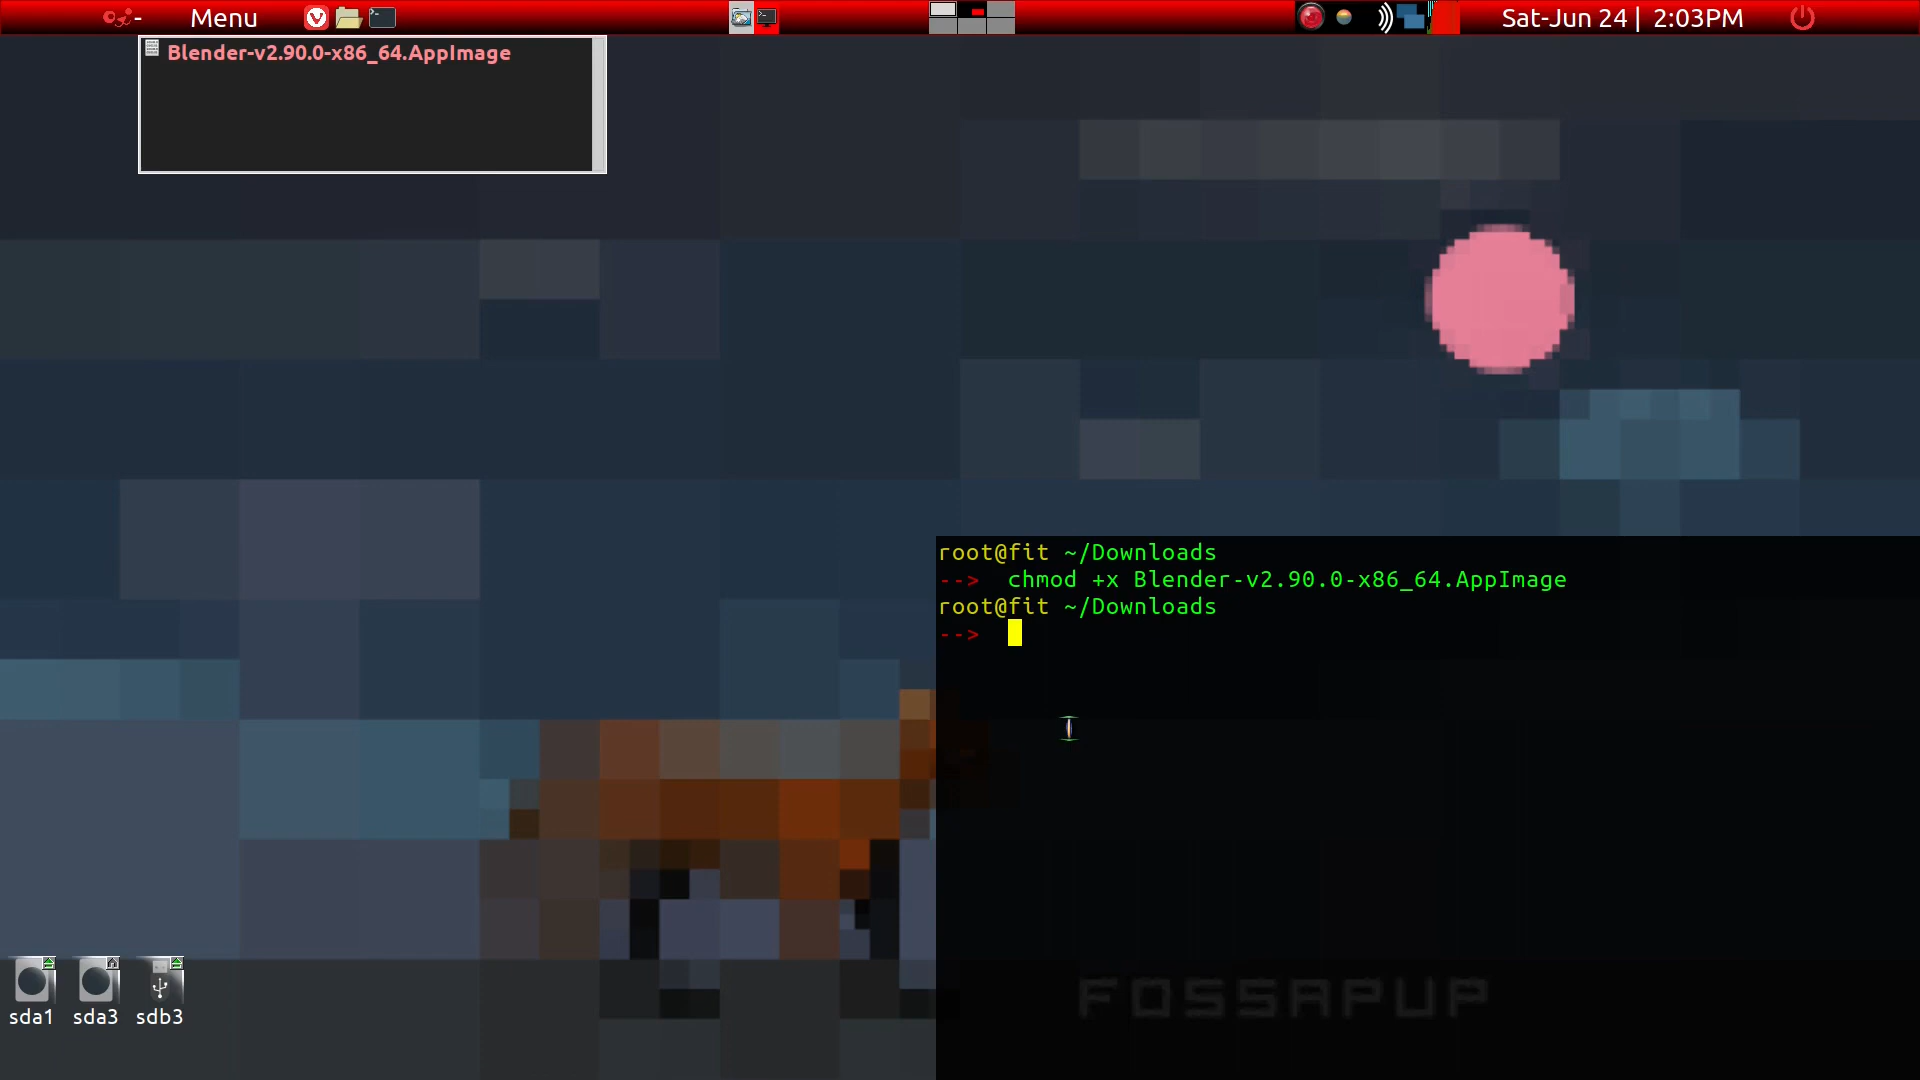 Menu
Sat-Jun 24 | 2:03PM
Blender-v2.90.0-x86_64.AppImage
root@fit ~/Downloads
--> chmod +x Blender-v2.90.0-x86_64.AppImage
root@fit ~/Downloads
-->
FOSSAPUP
sda1 sda3 sdb3